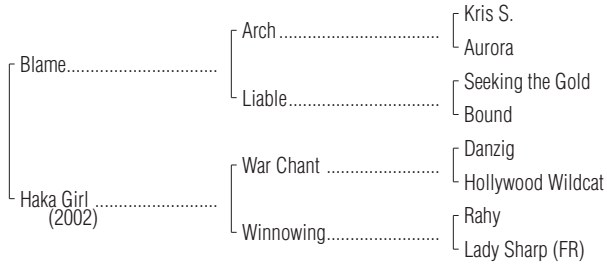 Kris S.
Arch
Aurora
Blame
Seeking the Gold
Liable
Bound
Danzig
War Chant
Hollywood Wildcat
Haka Girl
(2002)
Rahy
Winnowing
Lady Sharp (FR)